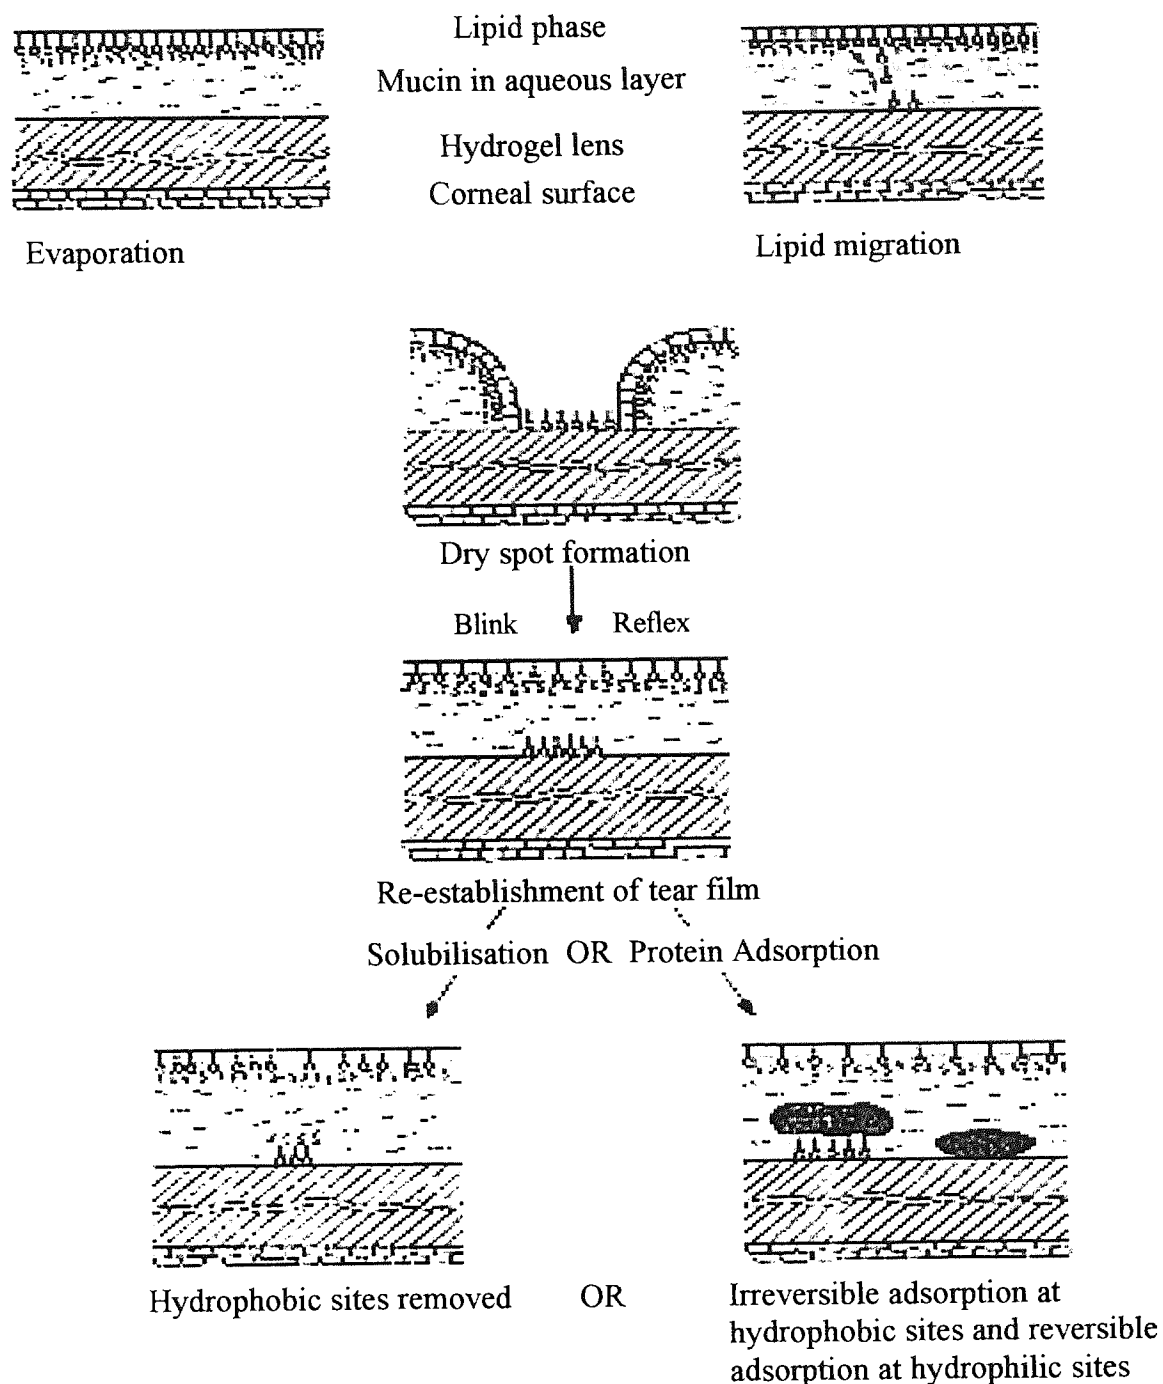 Lipid phase
Mucin in aqueous layer
Hydrogel lens
Corneal surface
Evaporation
Lipid migration
Dry spot formation
Blink Reflex
Re-establishment of tear film
Solubilisation OR Protein Adsorption
Hydrophobic sites removed OR
Irreversible adsorption at
hydrophobic sites and reversible
adsorption at hydrophilic sites